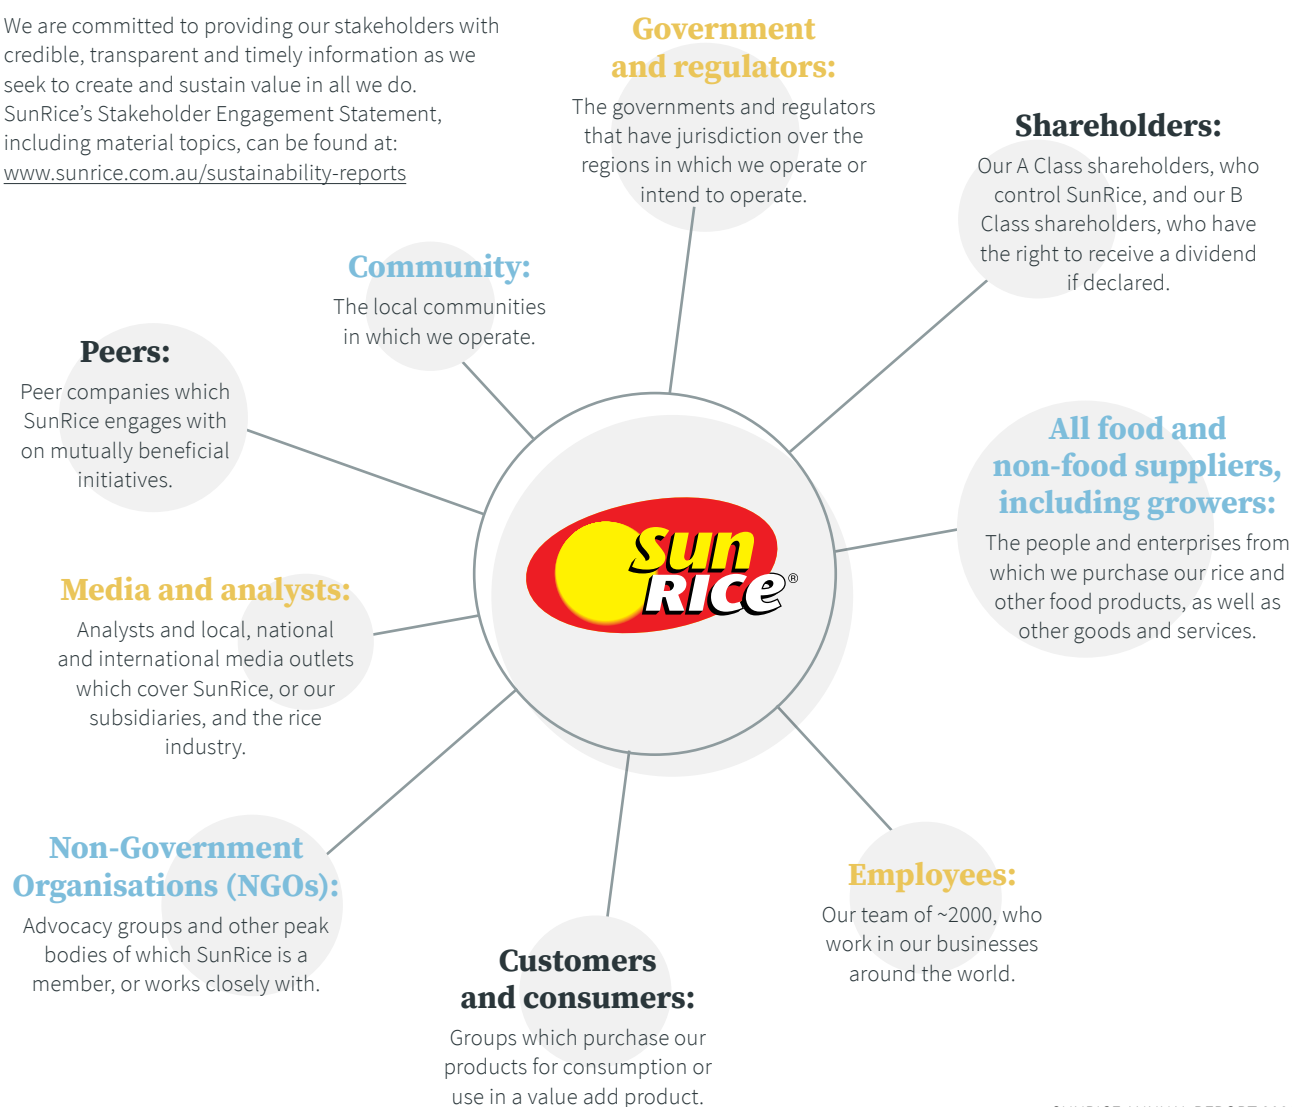 We are committed to providing our stakeholders with
credible, transparent and timely information as we
seek to create and sustain value in all we do.
SunRice’s Stakeholder Engagement Statement,
including material topics, can be found at:
www.sunrice.com.au/sustainability-reports
Government
and regulators:
The governments and regulators
that have jurisdiction over the
regions in which we operate or
intend to operate.
Shareholders:
Our A Class shareholders, who
control SunRice, and our B
Class shareholders, who have
the right to receive a dividend
if declared.
Community:
The local communities
in which we operate.
Peers:
Peer companies which
SunRice engages with
on mutually beneficial
initiatives.
All food and
non-food suppliers,
including growers:
The people and enterprises from
which we purchase our rice and
other food products, as well as
other goods and services.
Sun
RICe®
Media and analysts:
Analysts and local, national
and international media outlets
which cover SunRice, or our
subsidiaries, and the rice
industry.
Non-Government
Organisations (NGOs):
Advocacy groups and other peak
bodies of which SunRice is a
member, or works closely with.
Employees:
Our team of ~2000, who
work in our businesses
around the world.
Customers
and consumers:
Groups which purchase our
products for consumption or
use in a value add product.